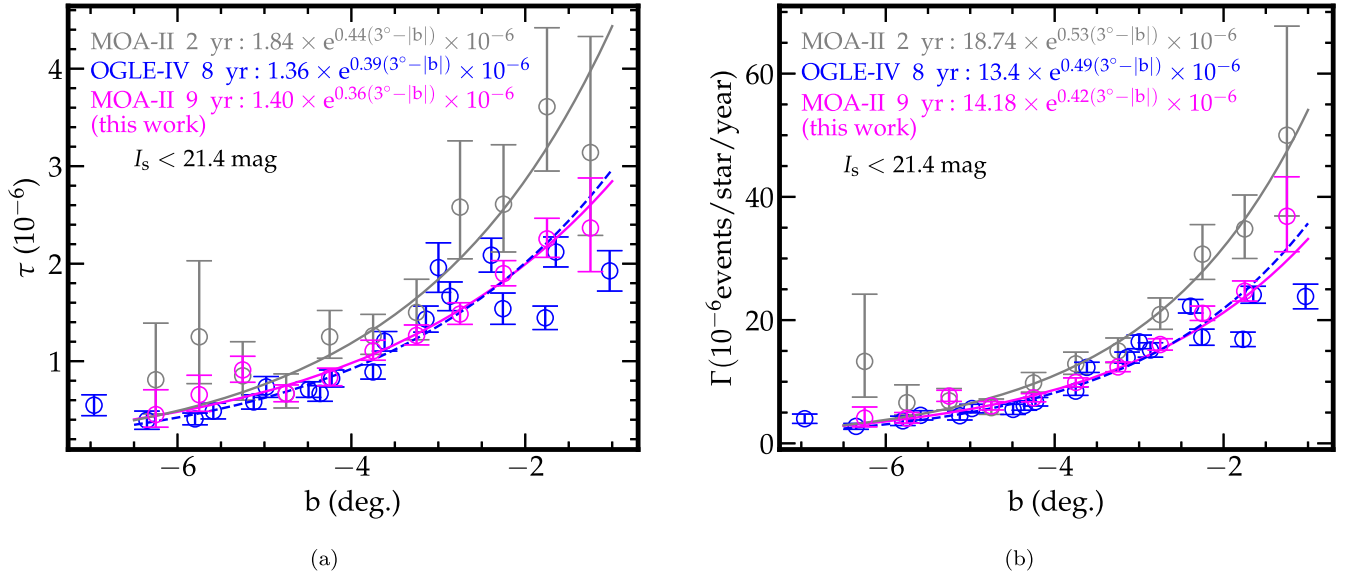 MOA-II 2 yr : 1.84 × e^{0.44(3°−|b|)} × 10^{−6}
OGLE-IV 8 yr : 1.36 × e^{0.39(3°−|b|)} × 10^{−6}
MOA-II 9 yr : 1.40 × e^{0.36(3°−|b|)} × 10^{−6}
(this work)
I_s < 21.4 mag
τ (10^{−6})
4
3
2
1
−6 −4 −2
b (deg.)
(a)
MOA-II 2 yr : 18.74 × e^{0.53(3°−|b|)} × 10^{−6}
OGLE-IV 8 yr : 13.4 × e^{0.49(3°−|b|)} × 10^{−6}
MOA-II 9 yr : 14.18 × e^{0.42(3°−|b|)} × 10^{−6}
(this work)
I_s < 21.4 mag
Γ(10^{−6}events/star/year)
60
40
20
0
−6 −4 −2
b (deg.)
(b)